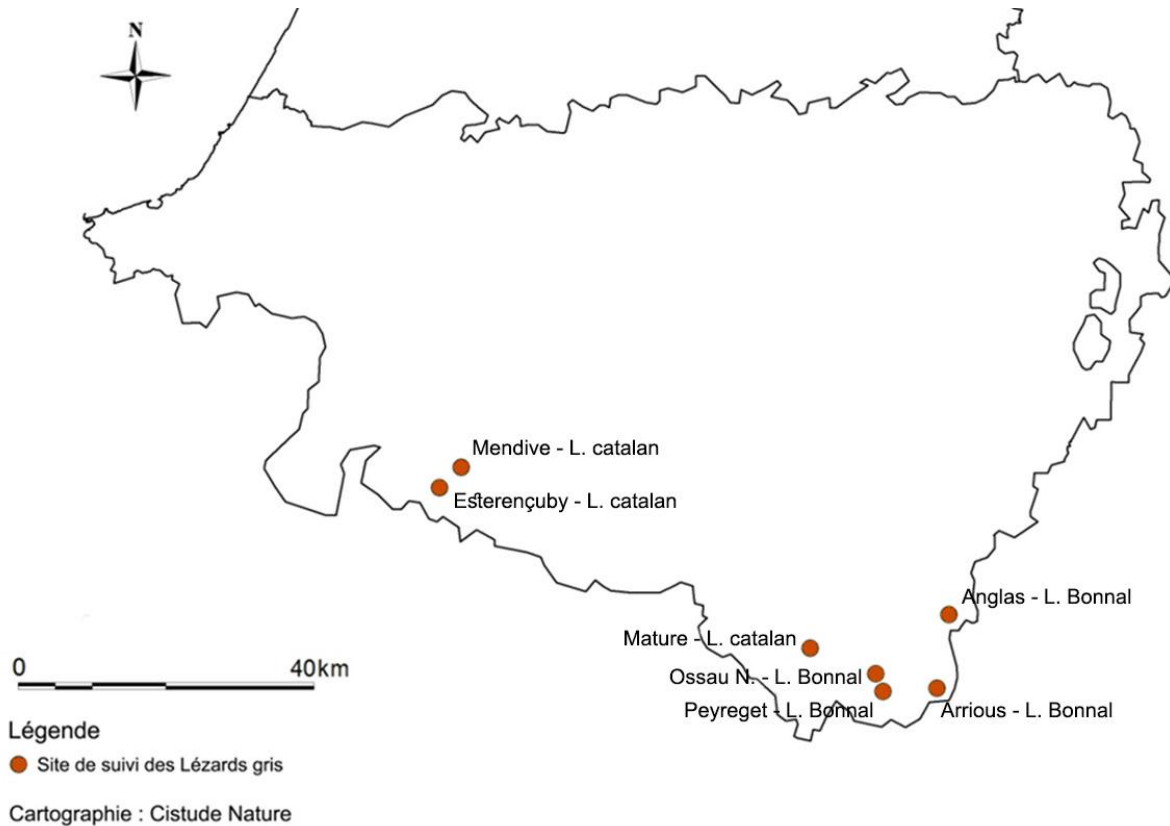 N
Mendive - L. catalan
Esterençuby - L. catalan
Anglas - L. Bonnal
Mature - L. catalan
Ossau N. - L. Bonnal
Peyreget - L. Bonnal
Arrious - L. Bonnal
0 40km
Légende
Site de suivi des Lézards gris
Cartographie : Cistude Nature